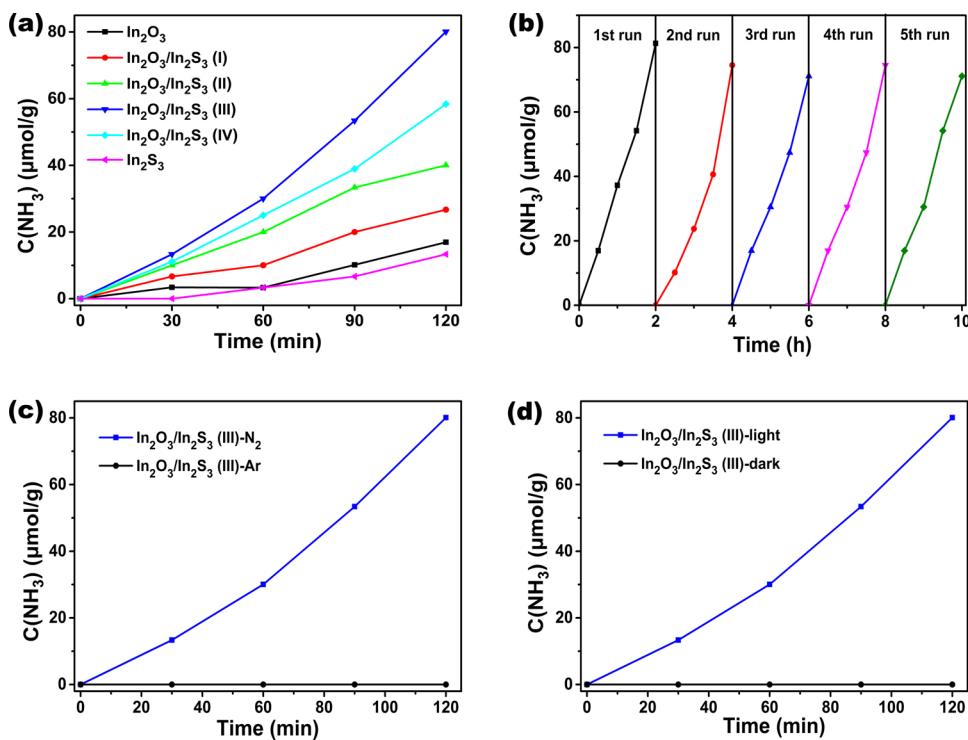 (a)
C(NH₃) (µmol/g)
80
60
40
20
0
In₂O₃
In₂O₃/In₂S₃ (I)
In₂O₃/In₂S₃ (II)
In₂O₃/In₂S₃ (III)
In₂O₃/In₂S₃ (IV)
In₂S₃
0 30 60 90 120
Time (min)
(b)
C(NH₃) (µmol/g)
80
60
40
20
0
1st run 2nd run 3rd run 4th run 5th run
0 2 4 6 8 10
Time (h)
(c)
C(NH₃) (µmol/g)
80
60
40
20
0
In₂O₃/In₂S₃ (III)-N₂
In₂O₃/In₂S₃ (III)-Ar
0 20 40 60 80 100 120
Time (min)
(d)
C(NH₃) (µmol/g)
80
60
40
20
0
In₂O₃/In₂S₃ (III)-light
In₂O₃/In₂S₃ (III)-dark
0 20 40 60 80 100 120
Time (min)